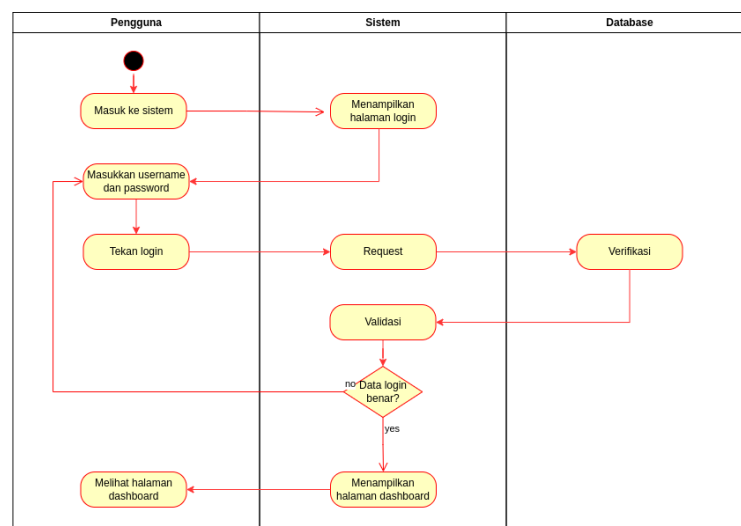 Pengguna
Sistem
Database
Masuk ke sistem
Menampilkan
halaman login
Masukkan username
dan password
Tekan login
Request
Verifikasi
Validasi
no
Data login
benar?
yes
Melihat halaman
dashboard
Menampilkan
halaman dashboard